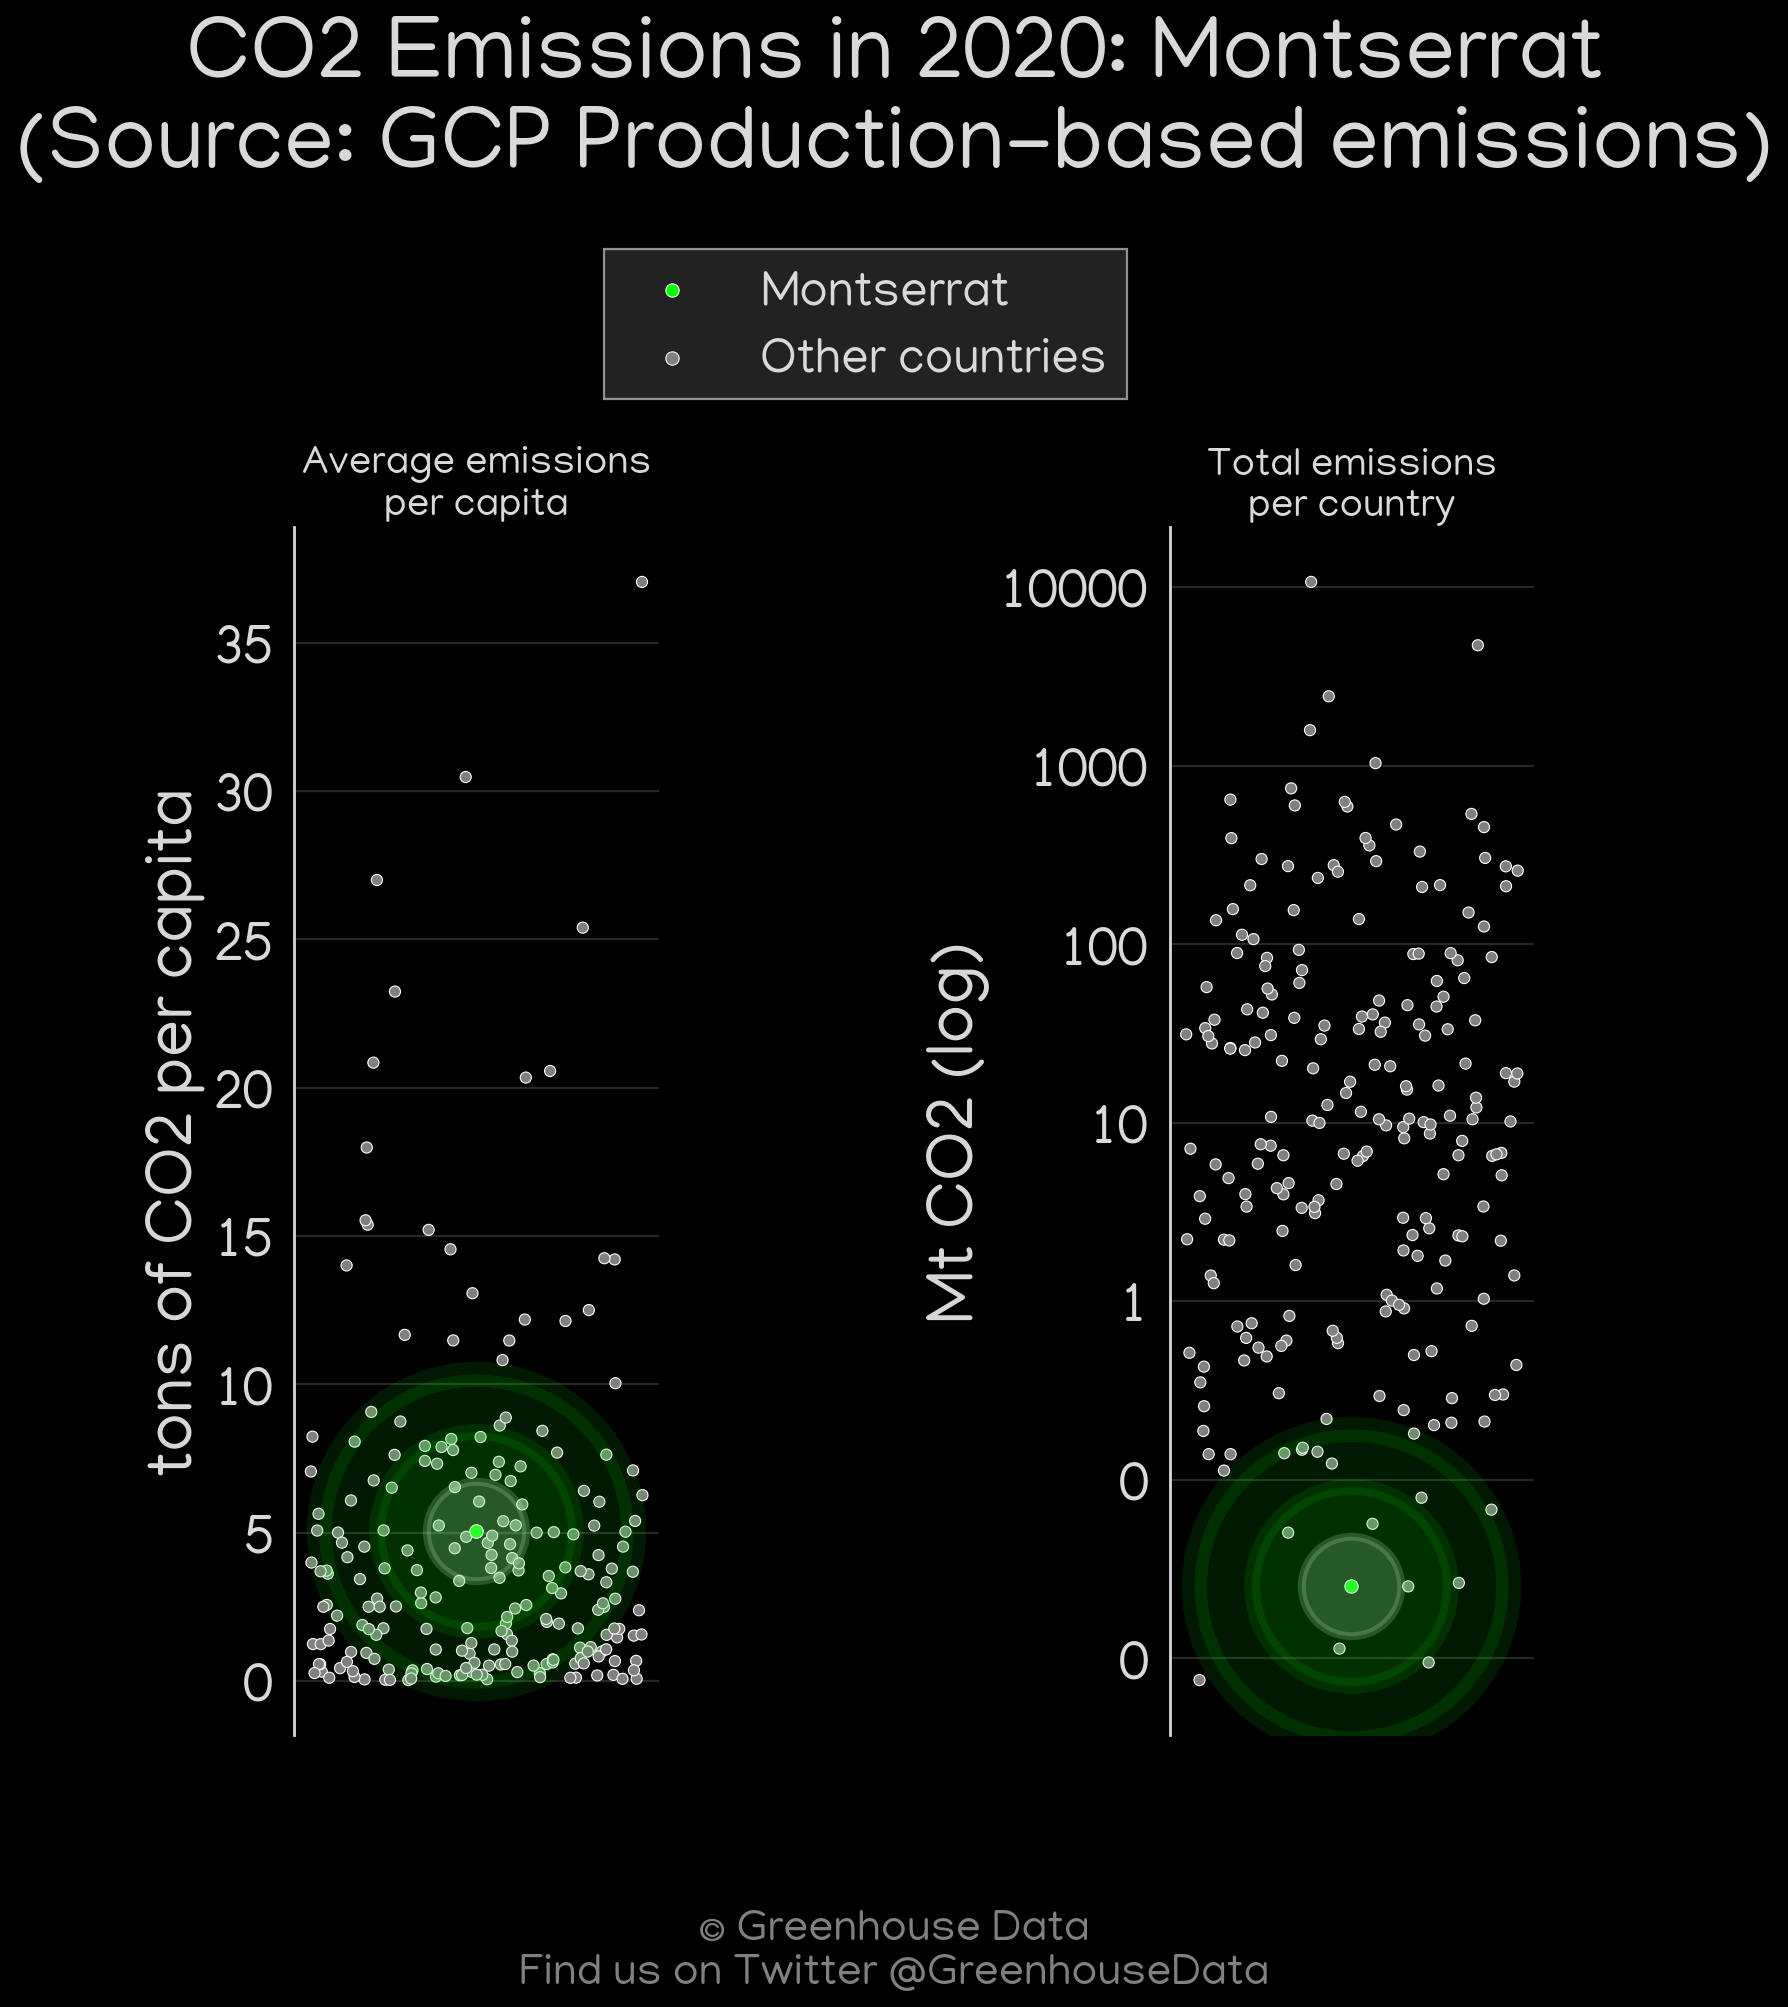 CO2 Emissions in 2020: Montserrat
(Source: GCP Production-based emissions)
Montserrat
Other countries
Average emissions
per capita
tons of CO2 per capita
35
30
25
20
15
10
5
0
Total emissions
per country
Mt CO2 (log)
10000
1000
100
10
1
0
0
© Greenhouse Data
Find us on Twitter @GreenhouseData